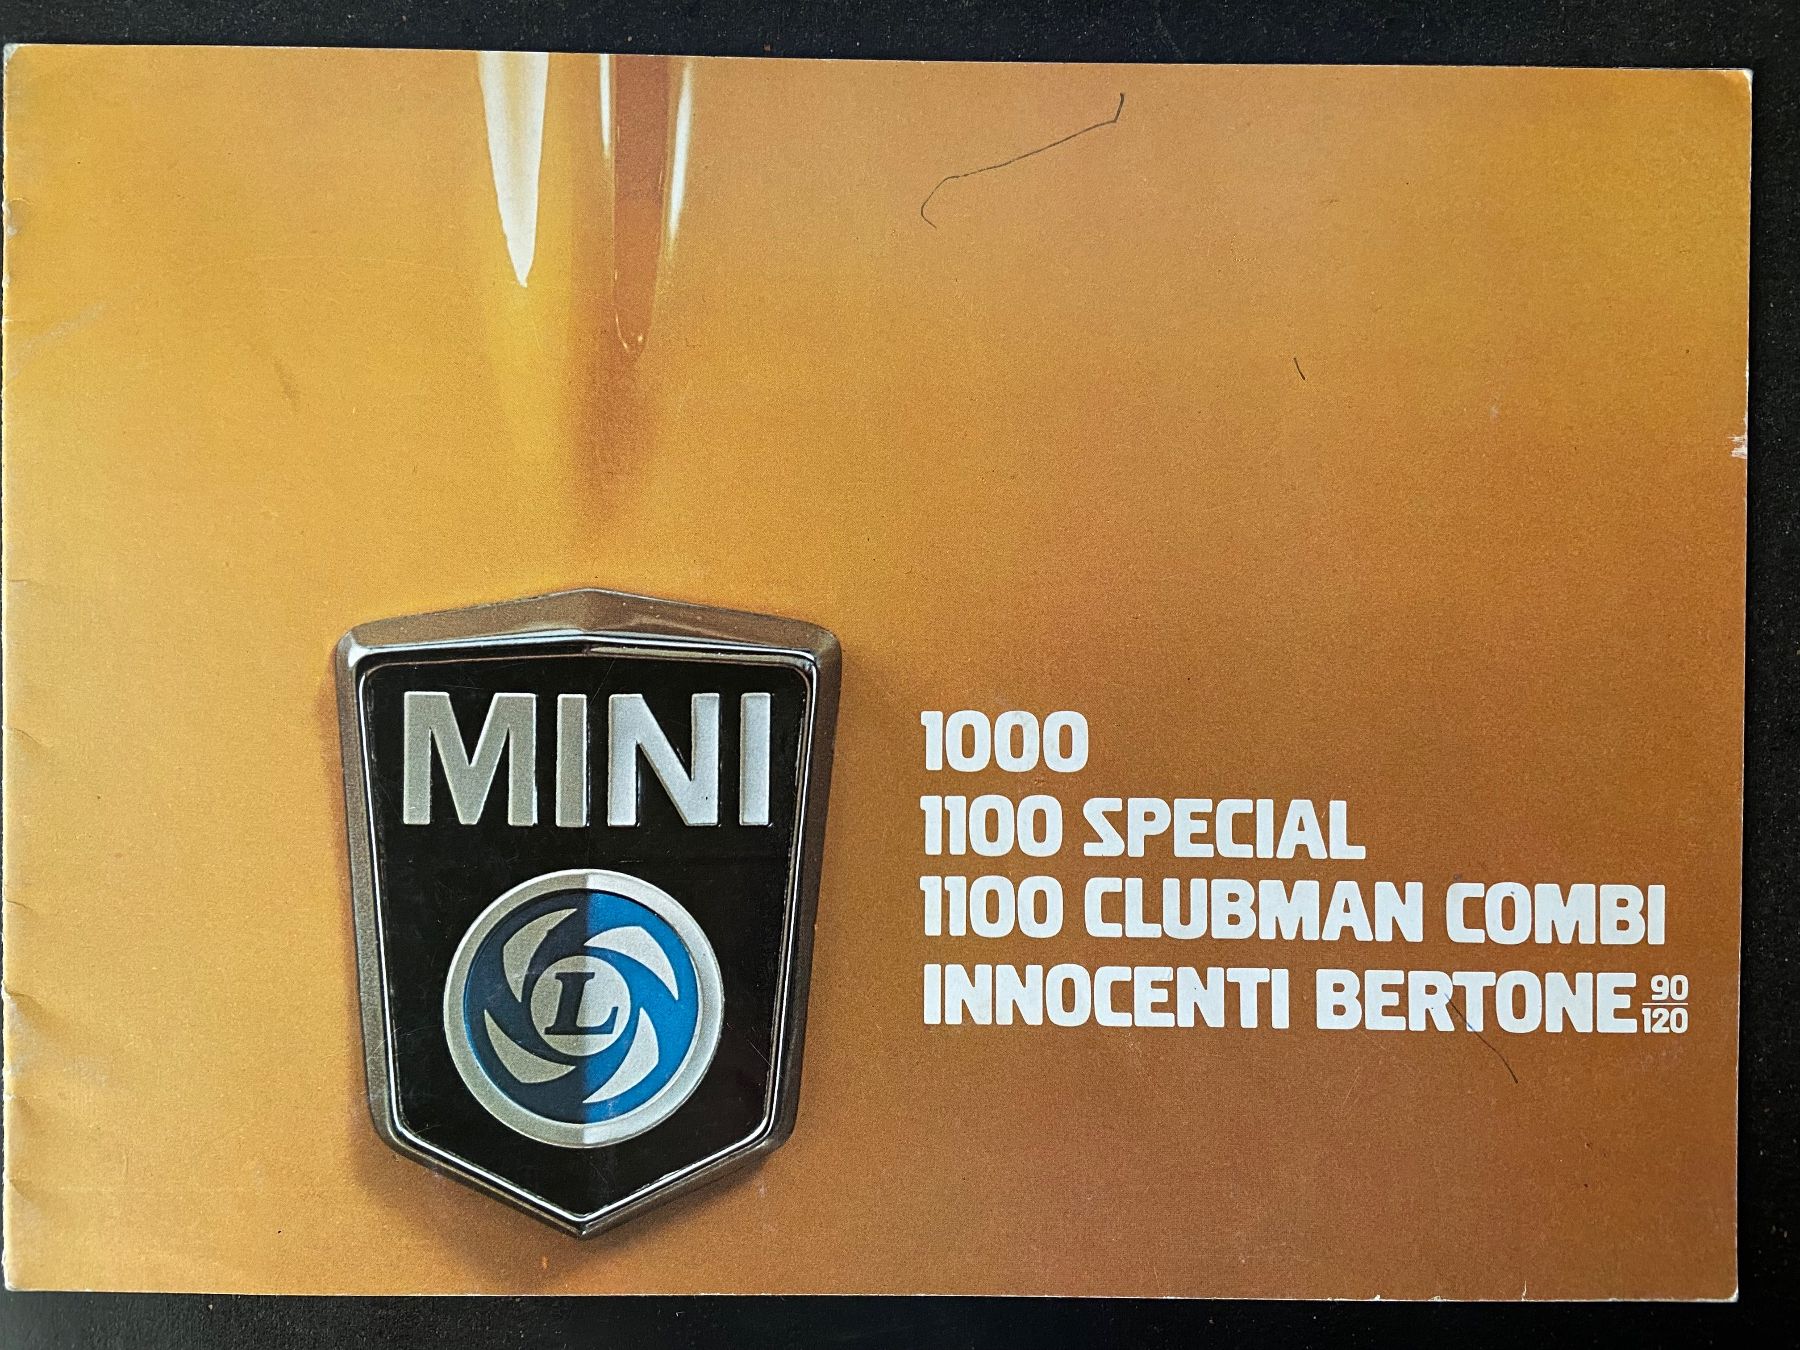 MINI
L
1000
1100 SPECIAL
1100 CLUBMAN COMBI
INNOCENTI BERTONE 90/120